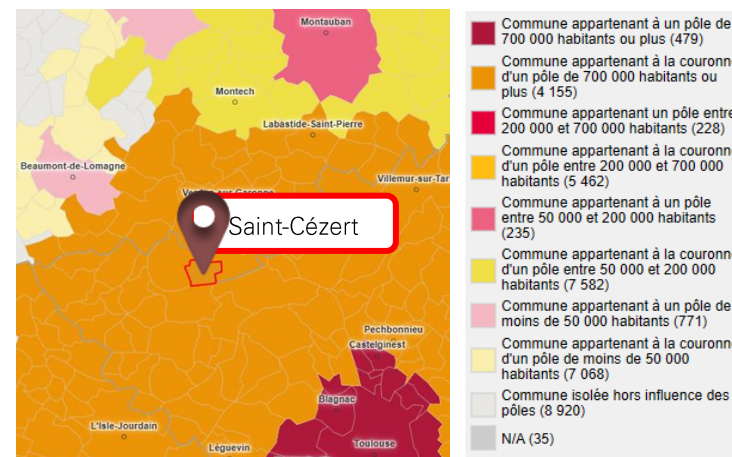 Montauban
Montech
Labastide-Saint-Pierre
Beaumont-de-Lomagne
Villemur-sur-Tar
Saint-Cézert
Pechbonnieu
Castelginest
Blagnac
L'Isle-Jourdain
Léguevin
Toulouse
Commune appartenant à un pôle de
700 000 habitants ou plus (479)
Commune appartenant à la couronne
d'un pôle de 700 000 habitants ou
plus (4 155)
Commune appartenant un pôle entre
200 000 et 700 000 habitants (228)
Commune appartenant à la couronne
d'un pôle entre 200 000 et 700 000
habitants (5 462)
Commune appartenant à un pôle
entre 50 000 et 200 000 habitants
(235)
Commune appartenant à la couronne
d'un pôle entre 50 000 et 200 000
habitants (7 582)
Commune appartenant à un pôle de
moins de 50 000 habitants (771)
Commune appartenant à la couronne
d'un pôle de moins de 50 000
habitants (7 068)
Commune isolée hors influence des
pôles (8 920)
N/A (35)